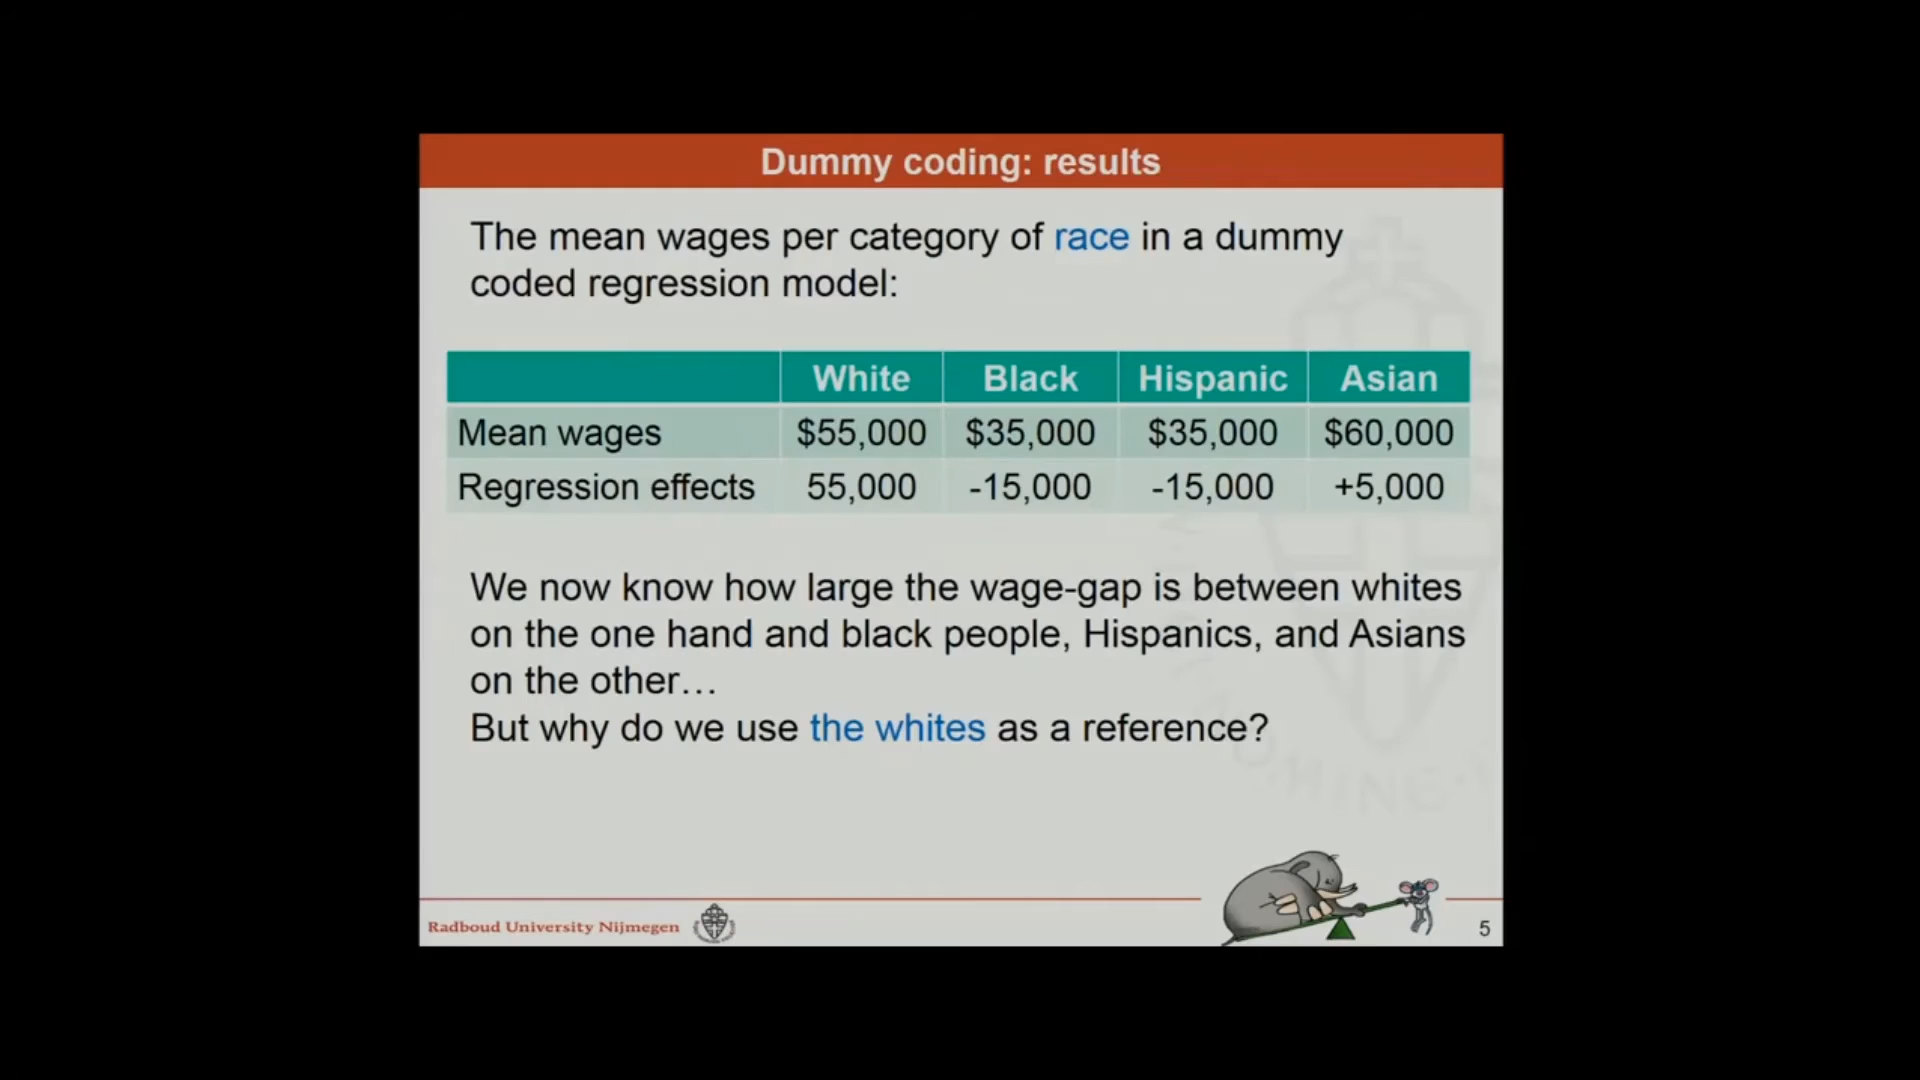 Dummy coding: results
The mean wages per category of race in a dummy
coded regression model:
White Black Hispanic Asian
Mean wages $55,000 $35,000 $35,000 $60,000
Regression effects 55,000 -15,000 -15,000 +5,000
We now know how large the wage-gap is between whites
on the one hand and black people, Hispanics, and Asians
on the other…
But why do we use the whites as a reference?
Radboud University Nijmegen
5